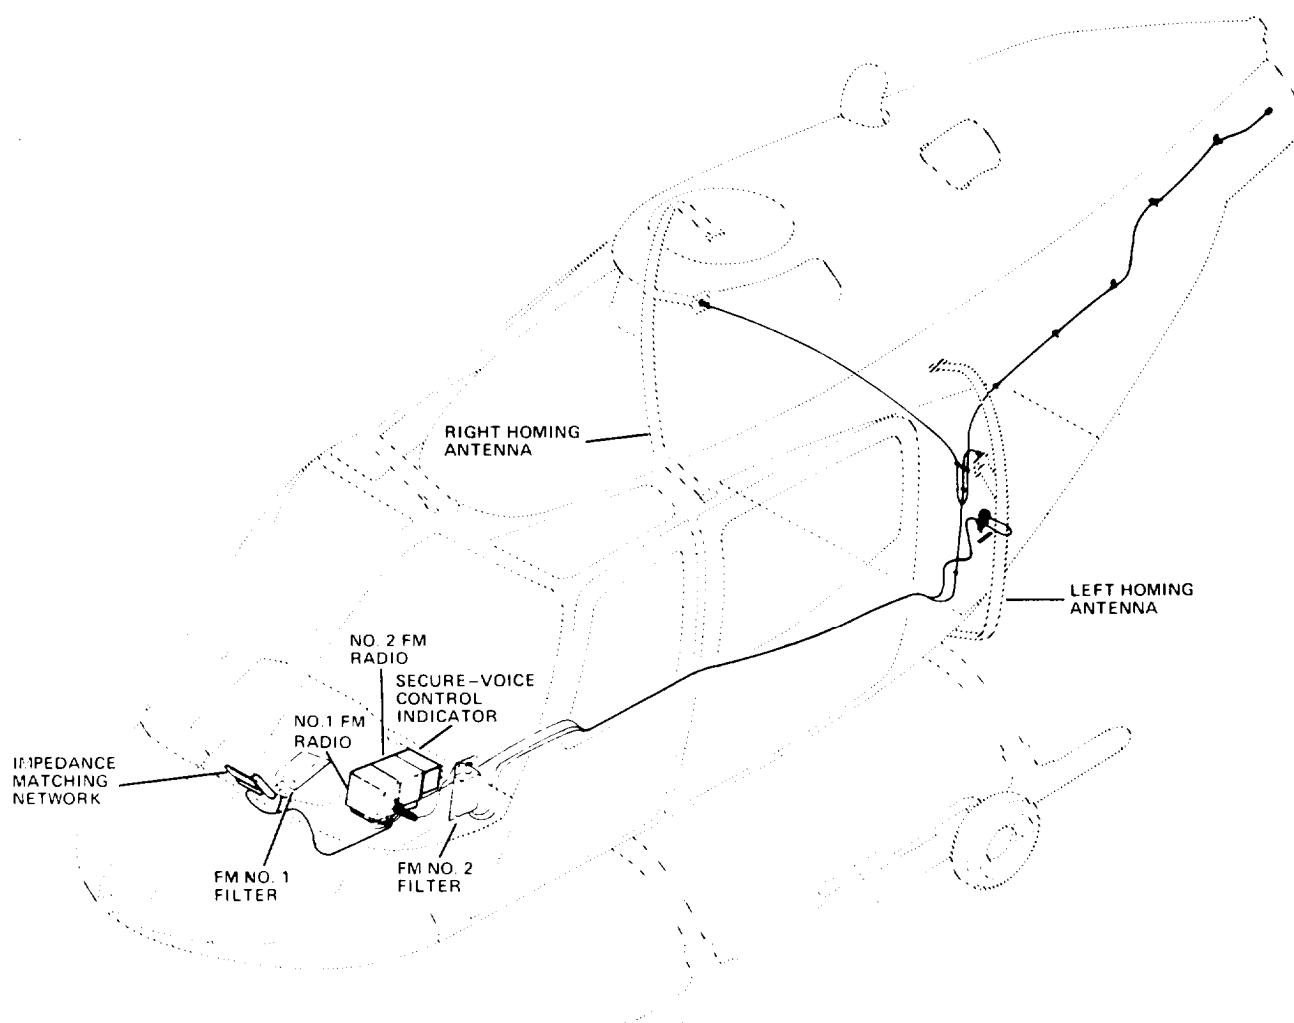 RIGHT HOMING
ANTENNA
LEFT HOMING
ANTENNA
NO. 2 FM
RADIO
SECURE–VOICE
CONTROL
INDICATOR
NO.1 FM
RADIO
IMPEDANCE
MATCHING
NETWORK
FM NO. 1
FILTER
FM NO. 2
FILTER